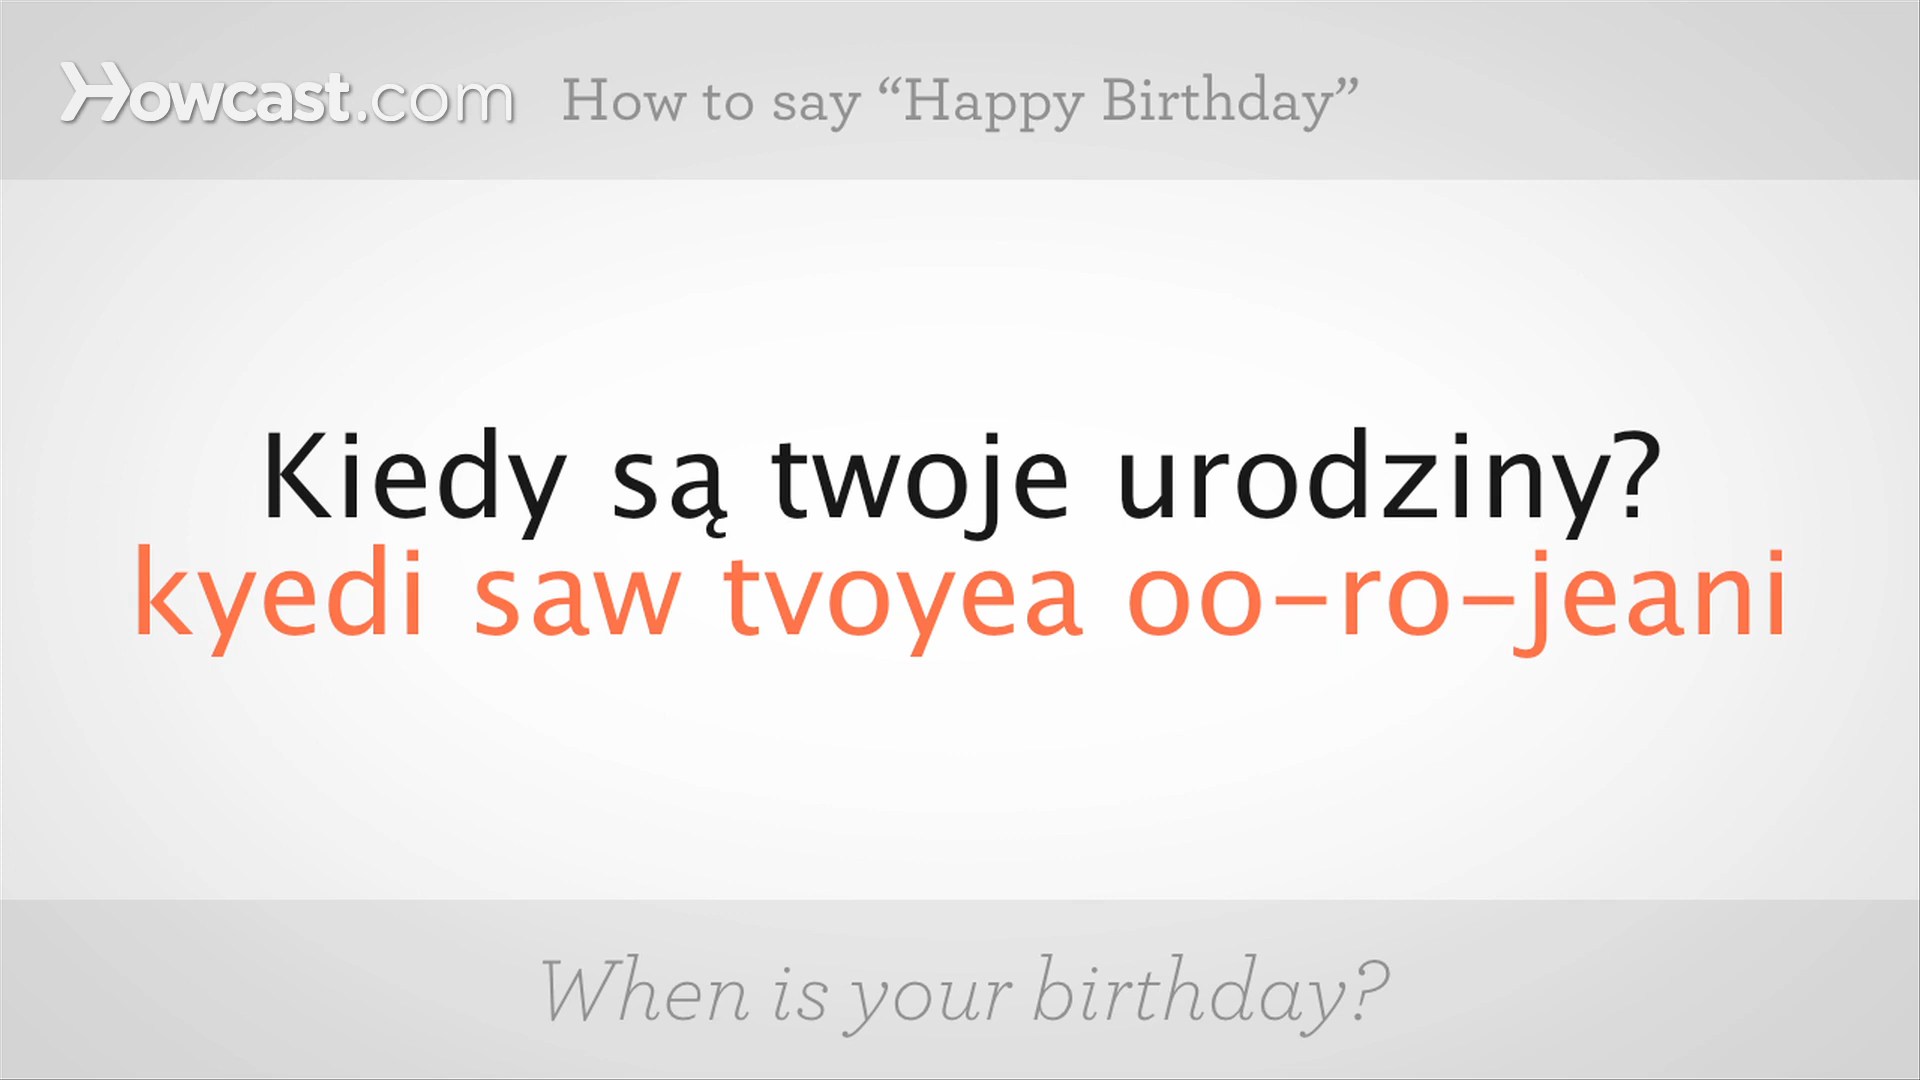 Howcast.com
How to say “Happy Birthday”
Kiedy są twoje urodziny?
kyedi saw tvoyea oo-ro-jeani
When is your birthday?